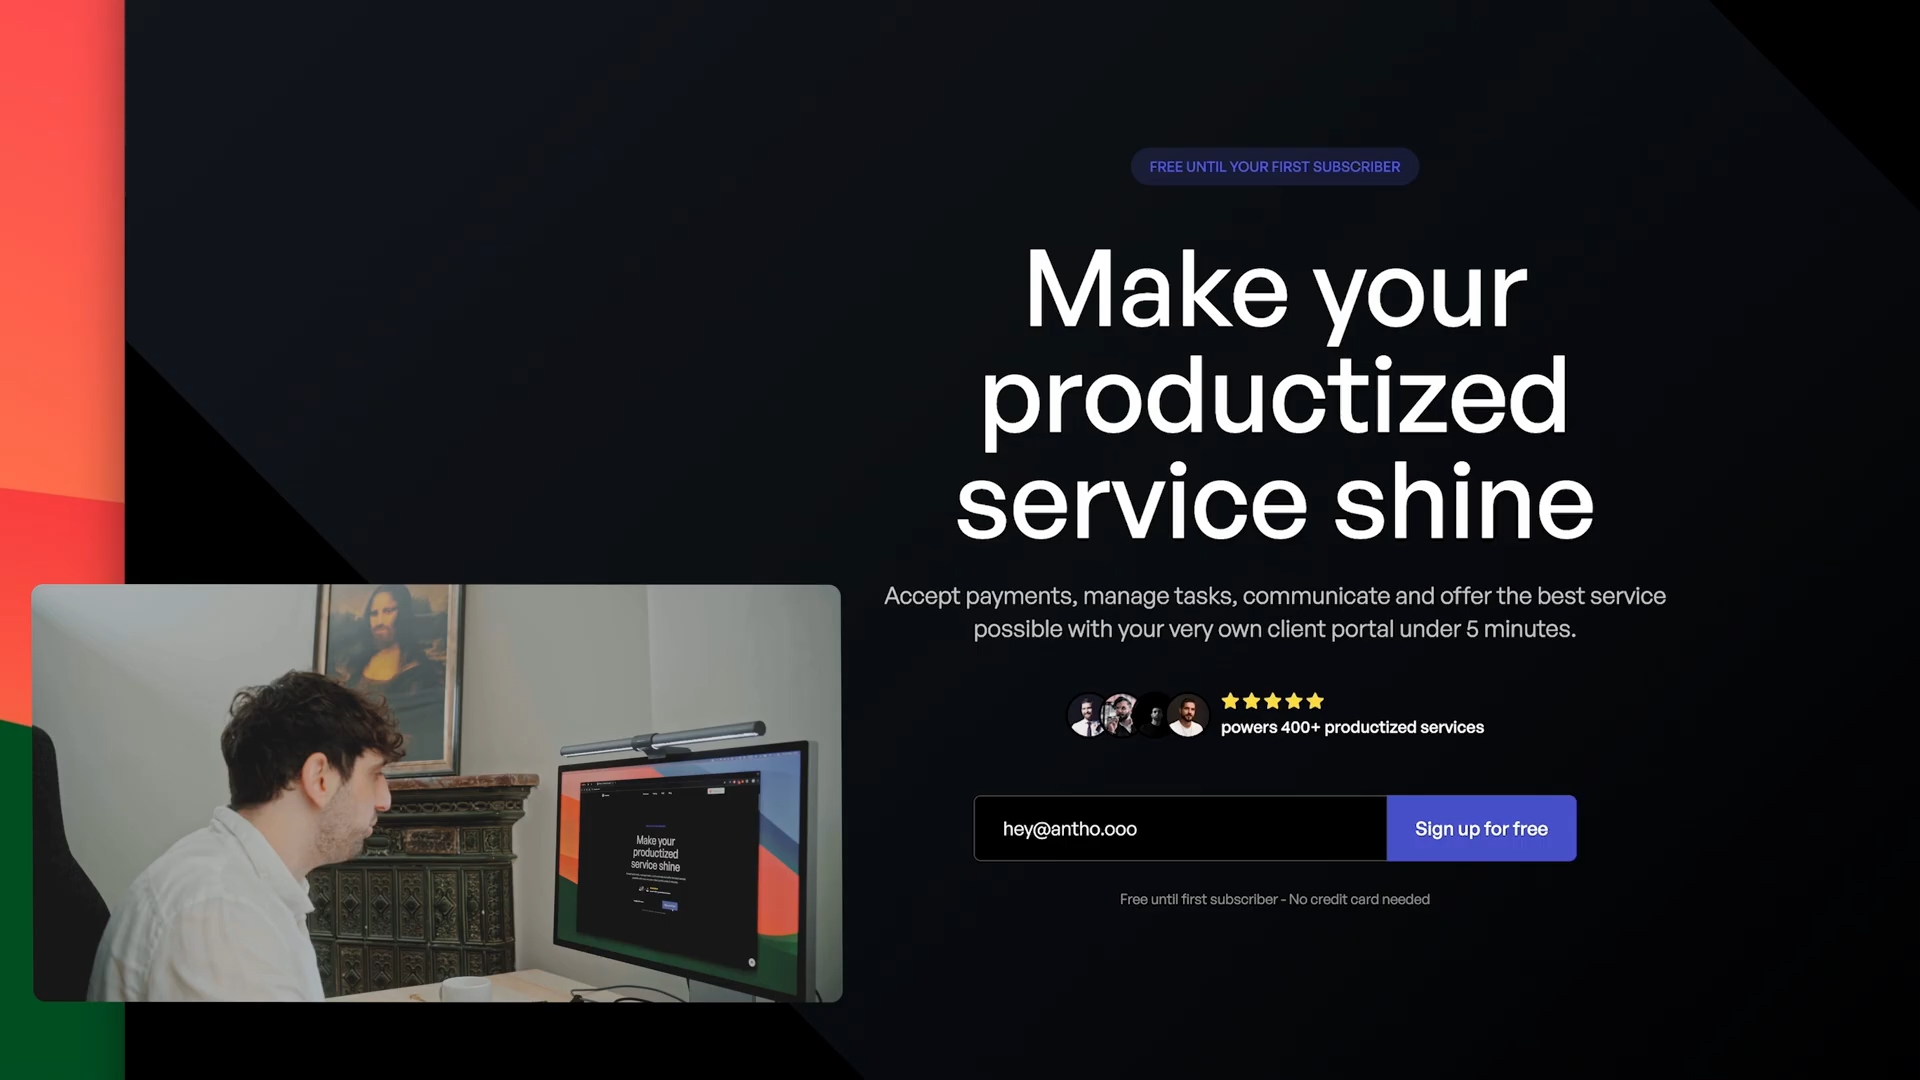 FREE UNTIL YOUR FIRST SUBSCRIBER
Make your
productized
service shine
Accept payments, manage tasks, communicate and offer the best service
possible with your very own client portal under 5 minutes.
powers 400+ productized services
hey@antho.ooo
Sign up for free
Free until first subscriber - No credit card needed
Make your
productized
service shine